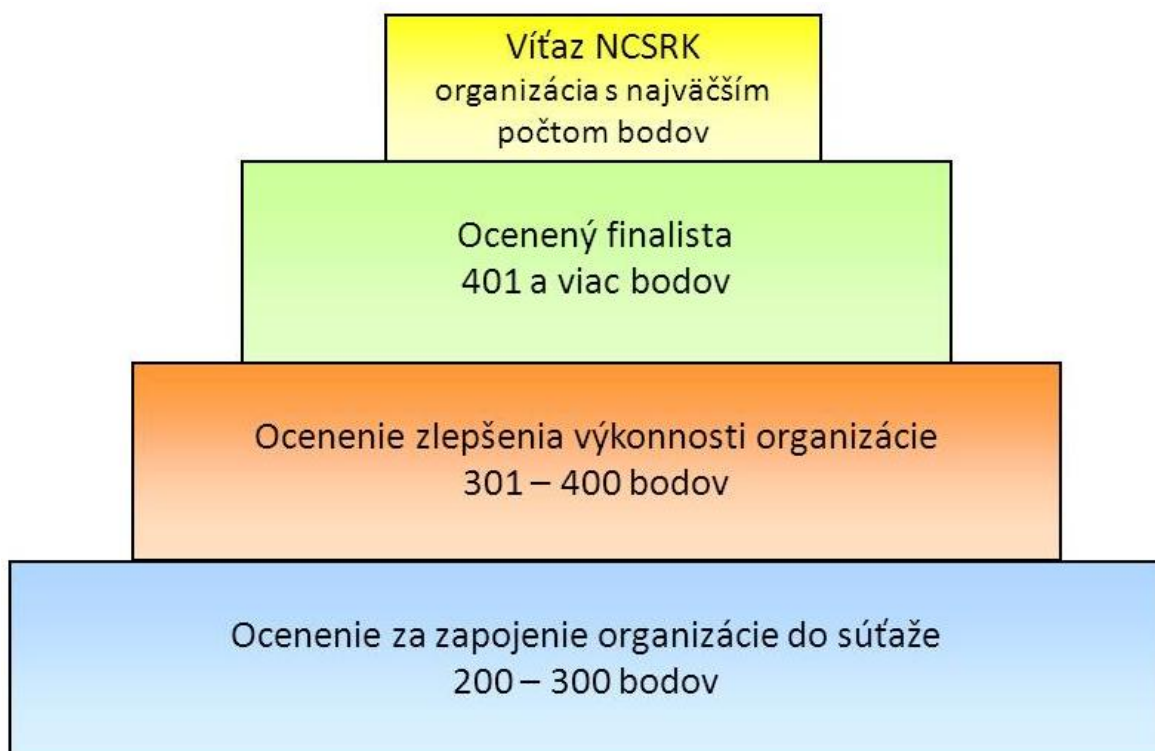 Víťaz NCSRK
organizácia s najväčším
počtom bodov
Ocenený finalista
401 a viac bodov
Ocenenie zlepšenia výkonnosti organizácie
301 – 400 bodov
Ocenenie za zapojenie organizácie do súťaže
200 – 300 bodov